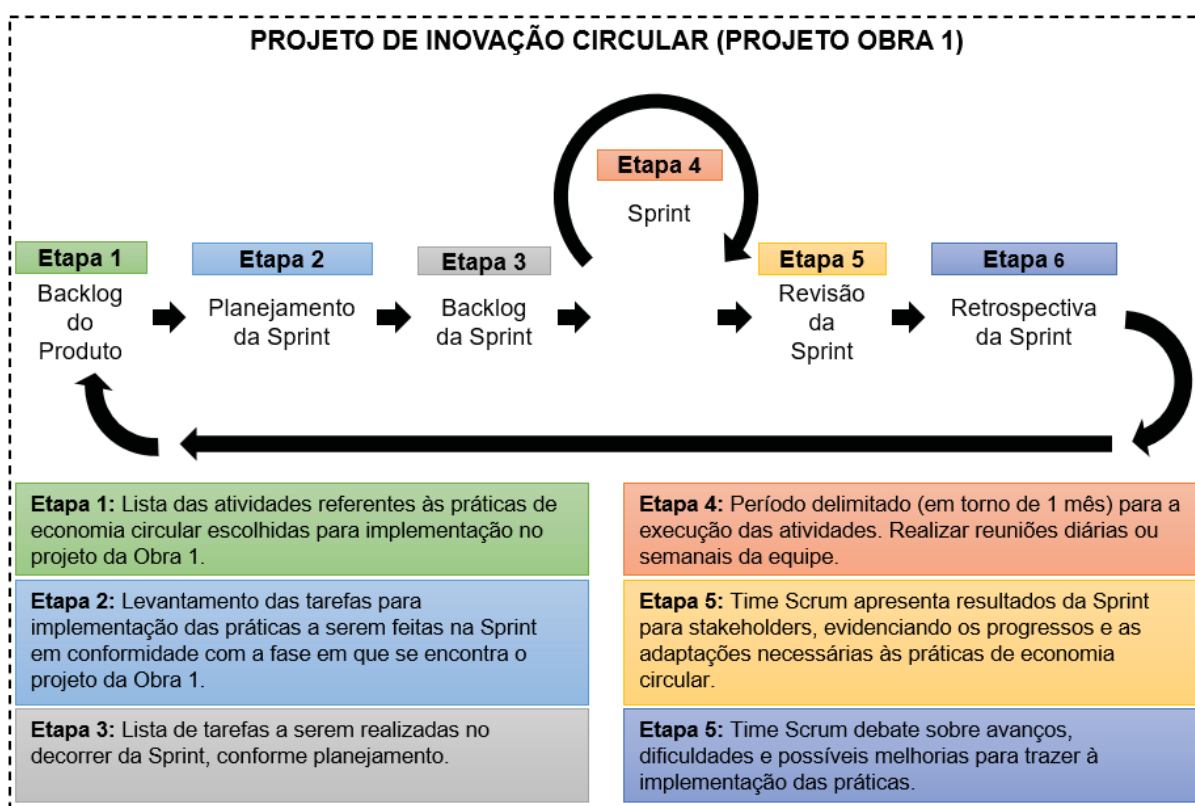 PROJETO DE INOVAÇÃO CIRCULAR (PROJETO OBRA 1)
Etapa 1
Backlog
do
Produto
Etapa 2
Planejamento
da Sprint
Etapa 3
Backlog
da Sprint
Etapa 4
Sprint
Etapa 5
Revisão
da
Sprint
Etapa 6
Retrospectiva
da Sprint
Etapa 1: Lista das atividades referentes às práticas de
economia circular escolhidas para implementação no
projeto da Obra 1.
Etapa 2: Levantamento das tarefas para
implementação das práticas a serem feitas na Sprint
em conformidade com a fase em que se encontra o
projeto da Obra 1.
Etapa 3: Lista de tarefas a serem realizadas no
decorrer da Sprint, conforme planejamento.
Etapa 4: Período delimitado (em torno de 1 mês) para a
execução das atividades. Realizar reuniões diárias ou
semanais da equipe.
Etapa 5: Time Scrum apresenta resultados da Sprint
para stakeholders, evidenciando os progressos e as
adaptações necessárias às práticas de economia
circular.
Etapa 5: Time Scrum debate sobre avanços,
dificuldades e possíveis melhorias para trazer à
implementação das práticas.